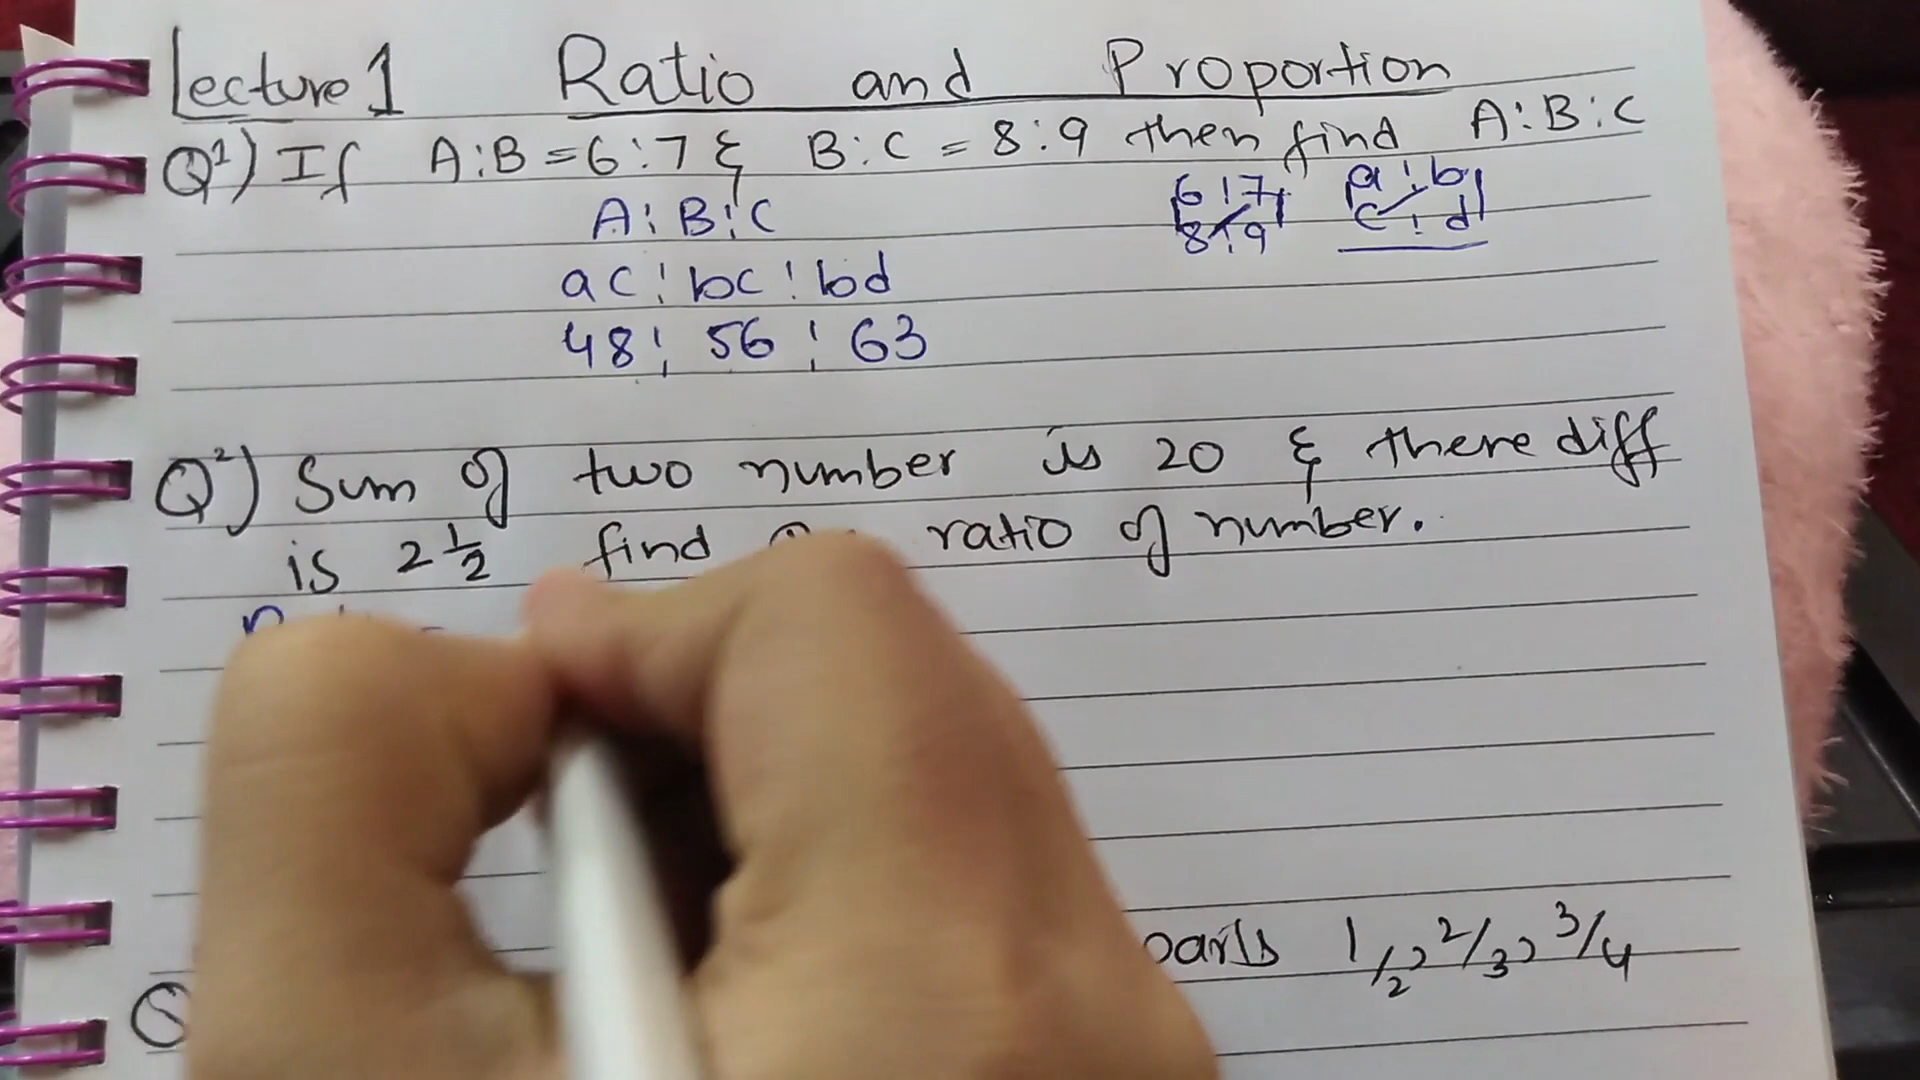 Lecture 1 Ratio and Proportion
Q1) If A:B = 6:7 & B:C = 8:9 then find A:B:C
A:B:C
6:7
8:9
a:b
c:d
ac:bc:bd
48:56:63
Q2) Sum of two number is 20 & there diff
is 2 1/2 find ratio of number.
parts 1/2, 2/3, 3/4